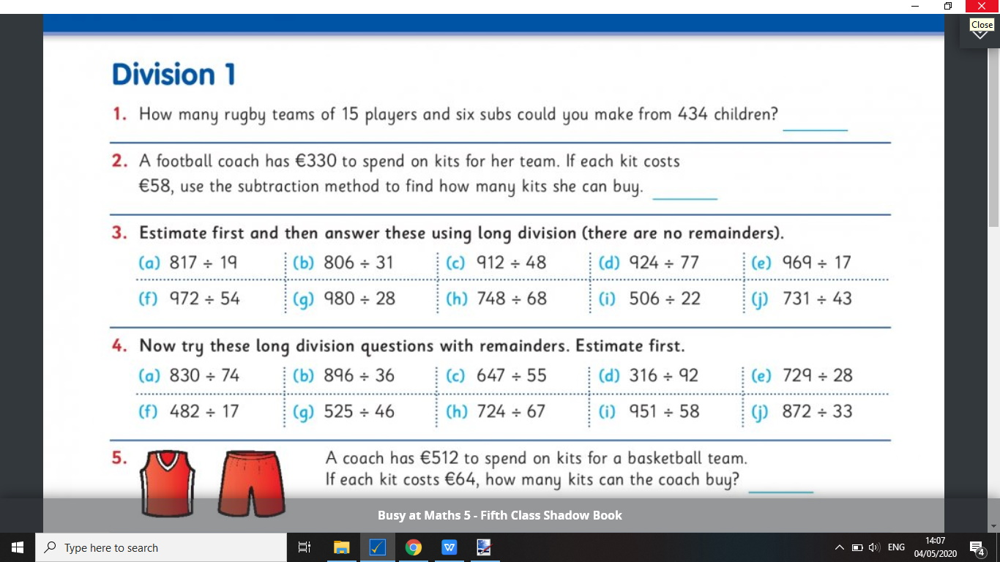 Close
Division 1
1. How many rugby teams of 15 players and six subs could you make from 434 children?
2. A football coach has €330 to spend on kits for her team. If each kit costs
€58, use the subtraction method to find how many kits she can buy.
3. Estimate first and then answer these using long division (there are no remainders).
(a) 817 ÷ 19 (b) 806 ÷ 31 (c) 912 ÷ 48 (d) 924 ÷ 77 (e) 969 ÷ 17
(f) 972 ÷ 54 (g) 980 ÷ 28 (h) 748 ÷ 68 (i) 506 ÷ 22 (j) 731 ÷ 43
4. Now try these long division questions with remainders. Estimate first.
(a) 830 ÷ 74 (b) 896 ÷ 36 (c) 647 ÷ 55 (d) 316 ÷ 92 (e) 729 ÷ 28
(f) 482 ÷ 17 (g) 525 ÷ 46 (h) 724 ÷ 67 (i) 951 ÷ 58 (j) 872 ÷ 33
5. A coach has €512 to spend on kits for a basketball team.
If each kit costs €64, how many kits can the coach buy?
Busy at Maths 5 - Fifth Class Shadow Book
Type here to search
W
ENG
14:07
04/05/2020
4